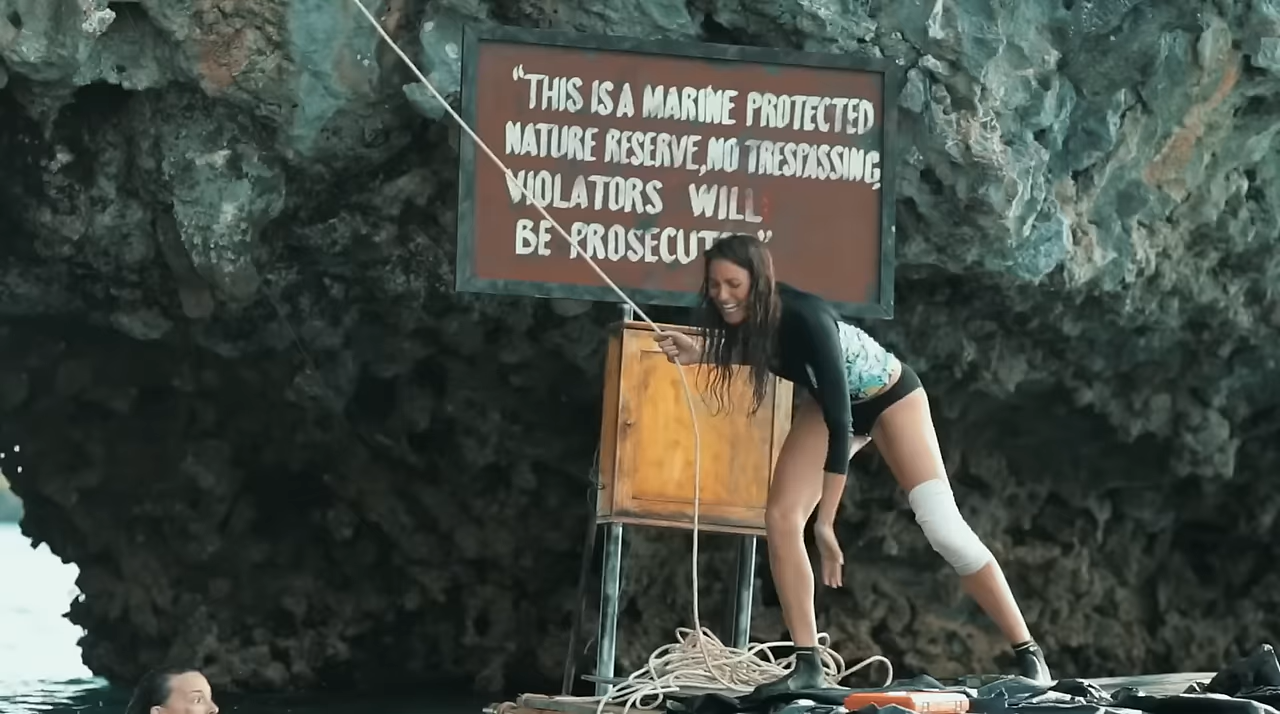 “THIS IS A MARINE PROTECTED
NATURE RESERVE, NO TRESPASSING,
VIOLATORS WILL
BE